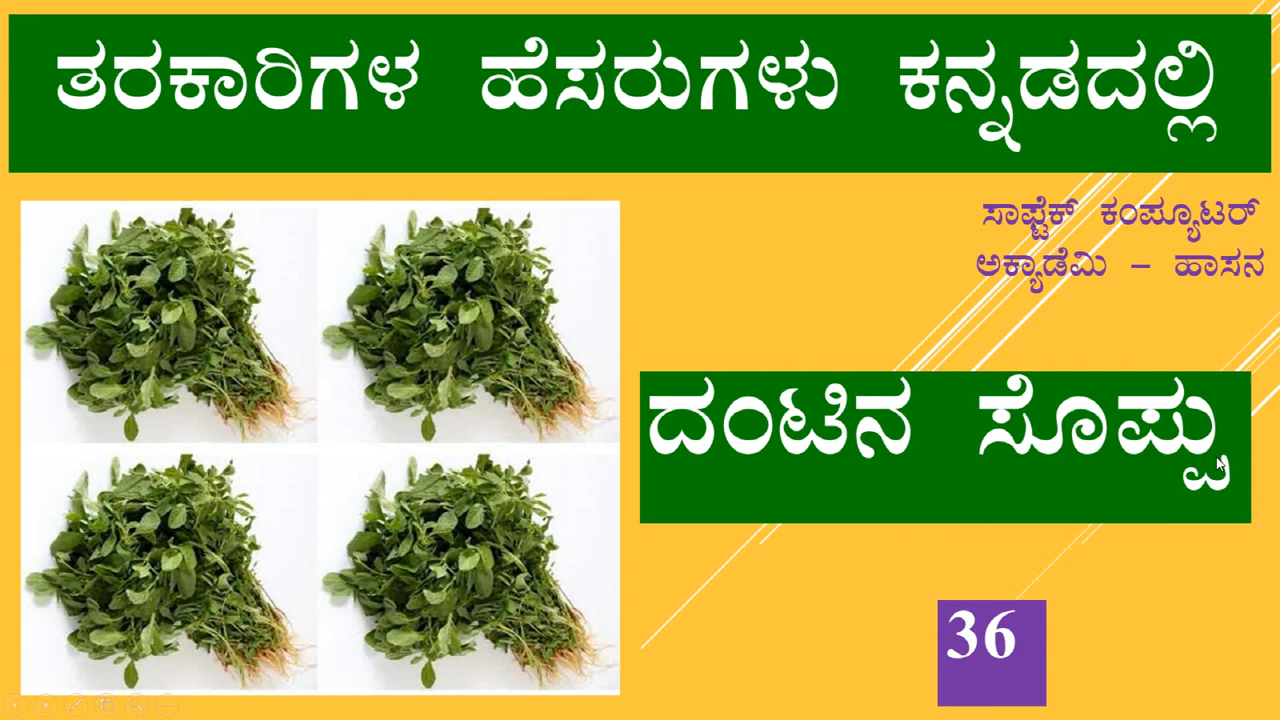 ತರಕಾರಿಗಳ ಹೆಸರುಗಳು ಕನ್ನಡದಲ್ಲಿ
ಸಾಫ್ಟೆಕ್ ಕಂಪ್ಯೂಟರ್
ಅಕ್ಯಾಡೆಮಿ – ಹಾಸನ
ದಂಟಿನ ಸೊಪ್ಪು
36